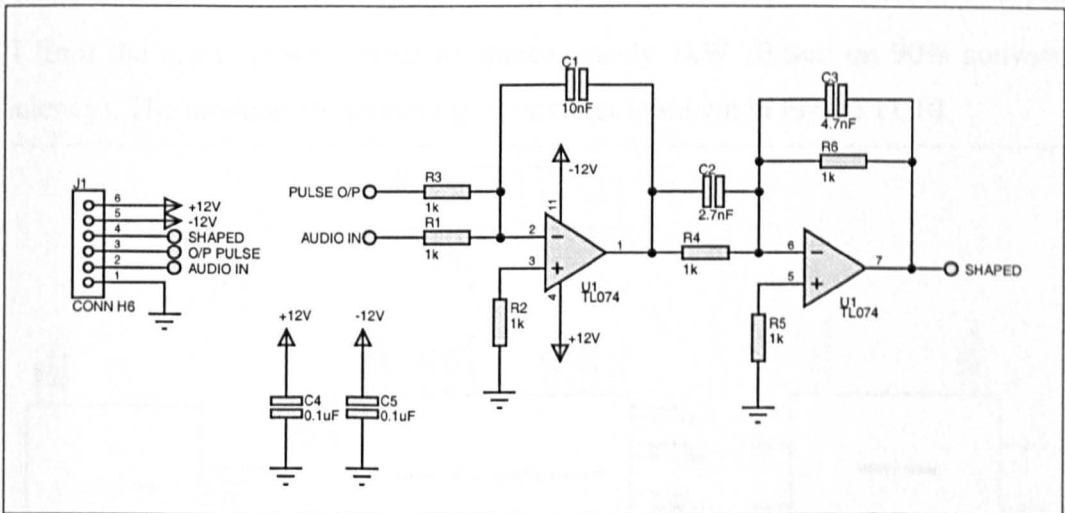 C1
10nF
C3
4.7nF
R6
1k
C2
2.7nF
J1
6
5
4
3
2
1
+12V
-12V
SHAPED
O/P PULSE
AUDIO IN
CONN H6
PULSE O/P
R3
1k
AUDIO IN
R1
1k
-12V
11
2
3
1
4
U1
TL074
+12V
R2
1k
R4
1k
6
5
7
U1
TL074
SHAPED
R5
1k
+12V
-12V
C4
0.1uF
C5
0.1uF